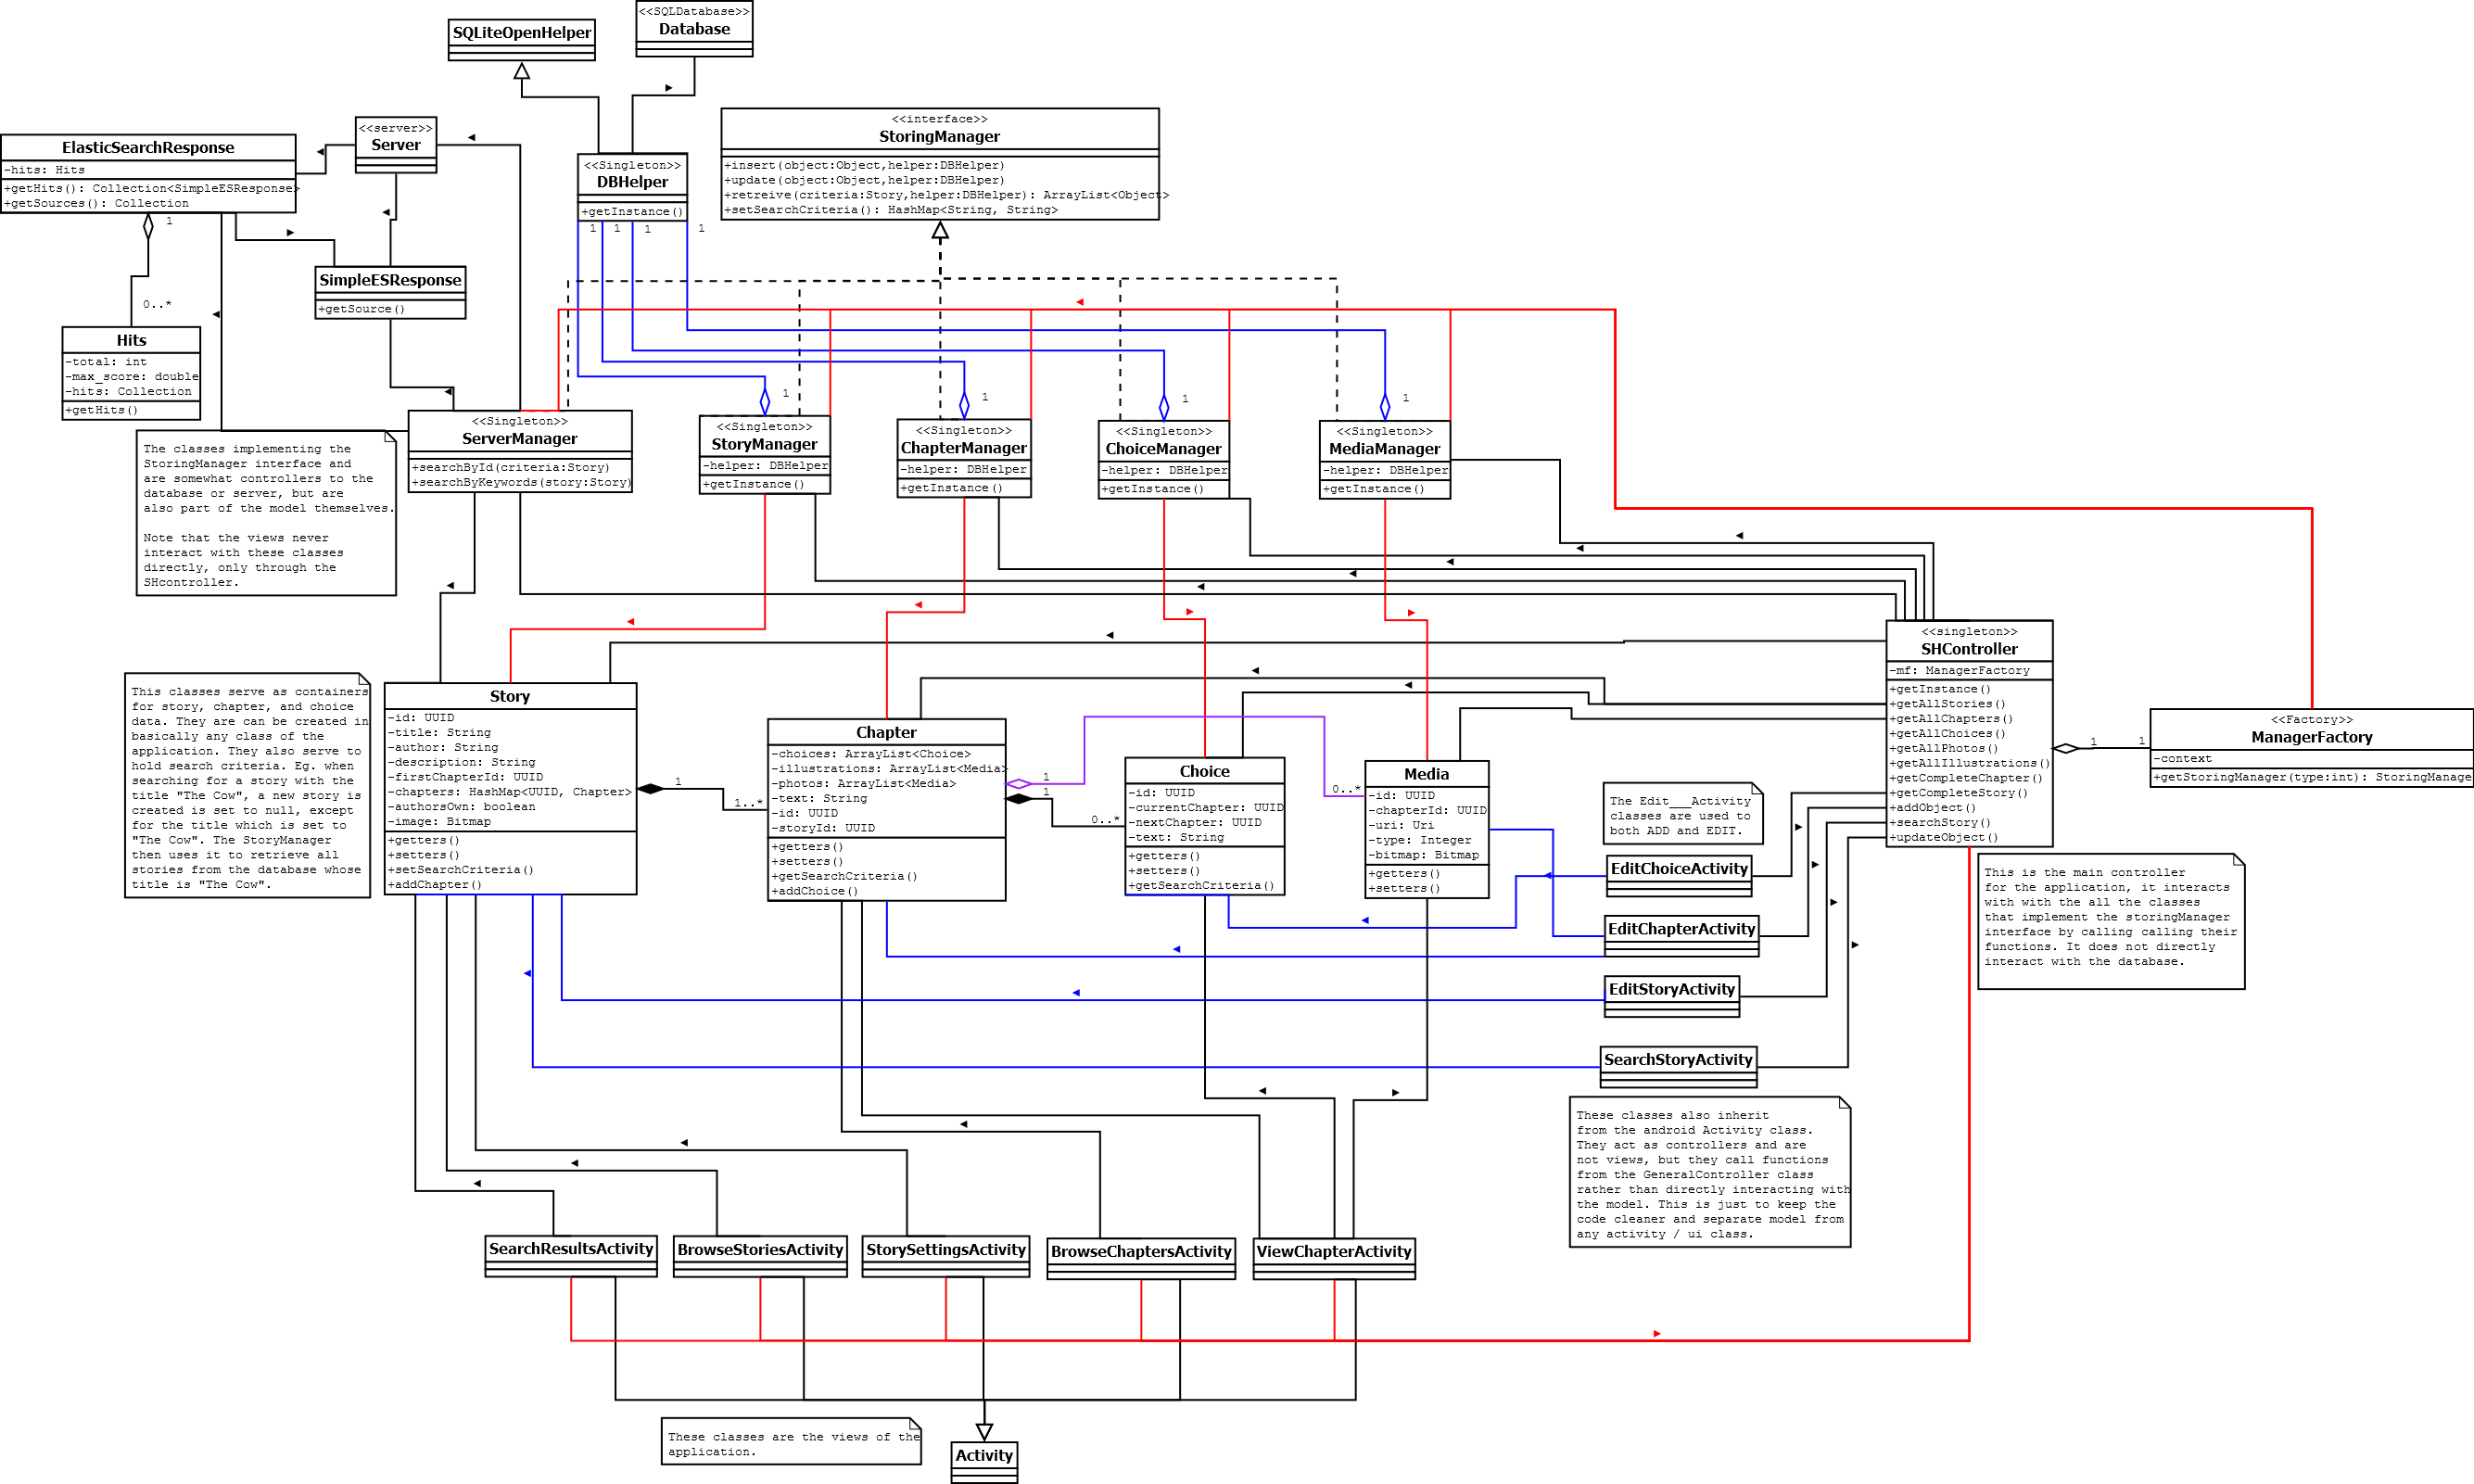 SQLiteOpenHelper
<<SQLDatabase>>
Database
<<server>>
Server
ElasticSearchResponse
-hits: Hits
+getHits(): Collection<SimpleESResponse>
+getSources(): Collection
1
0..*
<<Singleton>>
DBHelper
+getInstance()
1
1
1
1
<<interface>>
StoringManager
+insert(object:Object,helper:DBHelper)
+update(object:Object,helper:DBHelper)
+retreive(criteria:Story,helper:DBHelper): ArrayList<Object>
+setSearchCriteria(): HashMap<String, String>
SimpleESResponse
+getSource()
Hits
-total: int
-max_score: double
-hits: Collection
+getHits()
<<Singleton>>
ServerManager
+searchById(criteria:Story)
+searchByKeywords(story:Story)
1
<<Singleton>>
StoryManager
-helper: DBHelper
+getInstance()
1
<<Singleton>>
ChapterManager
-helper: DBHelper
+getInstance()
1
<<Singleton>>
ChoiceManager
-helper: DBHelper
+getInstance()
1
<<Singleton>>
MediaManager
-helper: DBHelper
+getInstance()
The classes implementing the
StoringManager interface and
are somewhat controllers to the
database or server, but are
also part of the model themselves.
Note that the views never
interact with these classes
directly, only through the
SHcontroller.
This classes serve as containers
for story, chapter, and choice
data. They are can be created in
basically any class of the
application. They also serve to
hold search criteria. Eg. when
searching for a story with the
title "The Cow", a new story is
created is set to null, except
for the title which is set to
"The Cow". The StoryManager
then uses it to retrieve all
stories from the database whose
title is "The Cow".
Story
-id: UUID
-title: String
-author: String
-description: String
-firstChapterId: UUID
-chapters: HashMap<UUID, Chapter>
-authorsOwn: boolean
-image: Bitmap
+getters()
+setters()
+setSearchCriteria()
+addChapter()
1
1..*
Chapter
-choices: ArrayList<Choice>
-illustrations: ArrayList<Media>
-photos: ArrayList<Media>
-text: String
-id: UUID
-storyId: UUID
+getters()
+setters()
+getSearchCriteria()
+addChoice()
1
1
0..*
0..*
Choice
-id: UUID
-currentChapter: UUID
-nextChapter: UUID
-text: String
+getters()
+setters()
+getSearchCriteria()
Media
-id: UUID
-chapterId: UUID
-uri: Uri
-type: Integer
-bitmap: Bitmap
+getters()
+setters()
<<singleton>>
SHController
-mf: ManagerFactory
+getInstance()
+getAllStories()
+getAllChapters()
+getAllChoices()
+getAllPhotos()
+getAllIllustrations()
+getCompleteChapter()
+getCompleteStory()
+addObject()
+searchStory()
+updateObject()
1
1
<<Factory>>
ManagerFactory
-context
+getStoringManager(type:int): StoringManage
The Edit___Activity
classes are used to
both ADD and EDIT.
EditChoiceActivity
EditChapterActivity
EditStoryActivity
SearchStoryActivity
This is the main controller
for the application, it interacts
with with the all the classes
that implement the storingManager
interface by calling calling their
functions. It does not directly
interact with the database.
These classes also inherit
from the android Activity class.
They act as controllers and are
not views, but they call functions
from the GeneralController class
rather than directly interacting with
the model. This is just to keep the
code cleaner and separate model from
any activity / ui class.
SearchResultsActivity
BrowseStoriesActivity
StorySettingsActivity
BrowseChaptersActivity
ViewChapterActivity
These classes are the views of the
application.
Activity